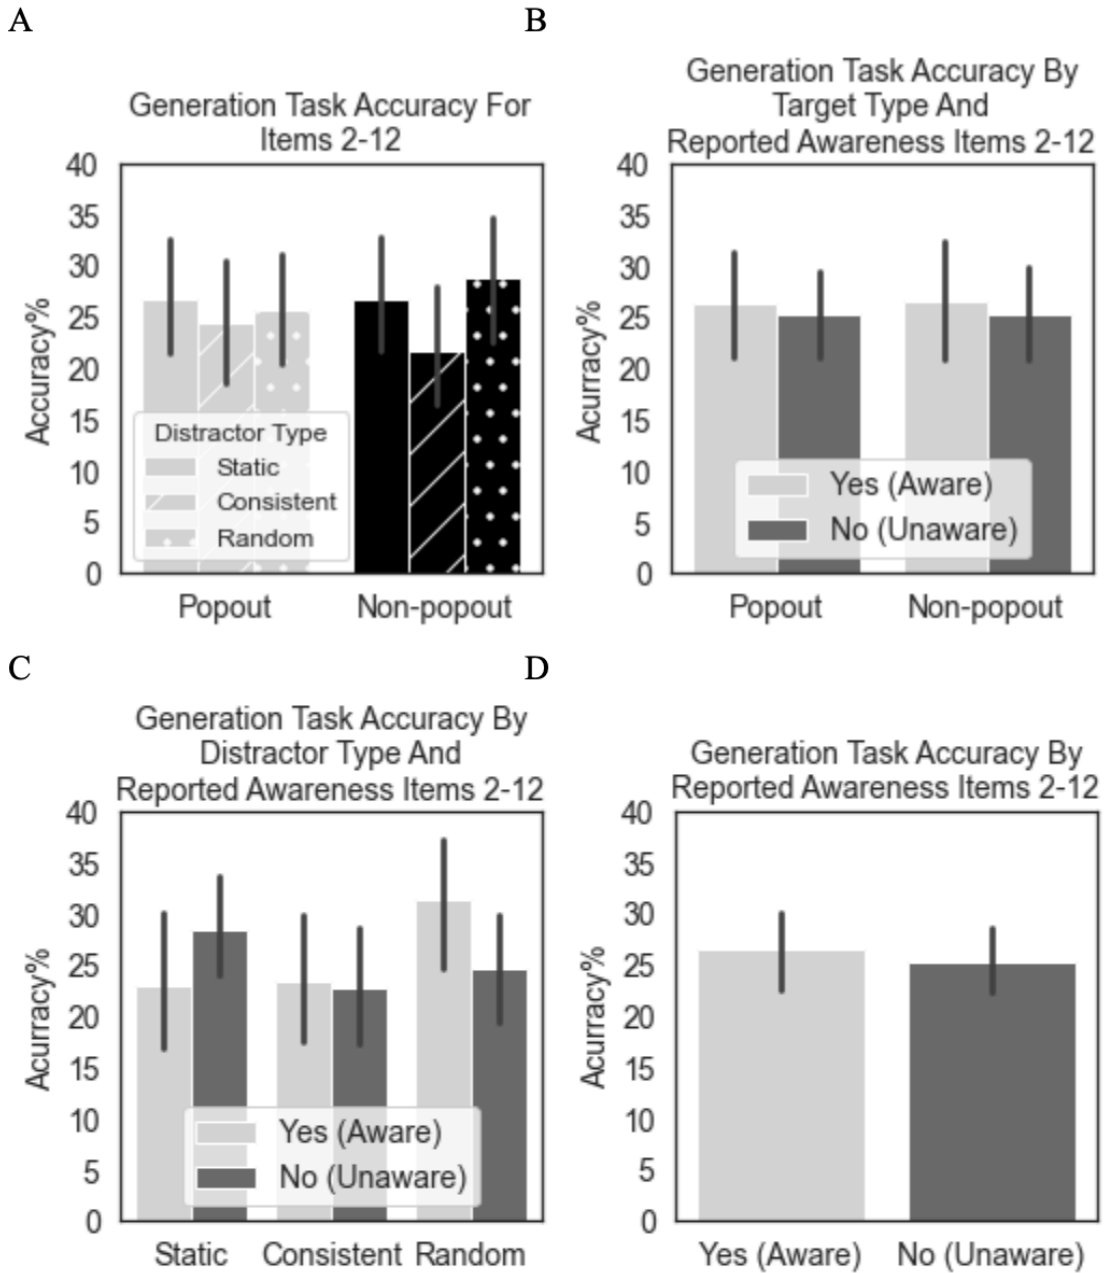 A
Generation Task Accuracy For
Items 2-12
40
35
30
25
20
15
10
5
0
Accuracy%
Distractor Type
Static
Consistent
Random
Popout
Non-popout
B
Generation Task Accuracy By
Target Type And
Reported Awareness Items 2-12
40
35
30
25
20
15
10
5
0
Acurracy%
Yes (Aware)
No (Unaware)
Popout
Non-popout
C
Generation Task Accuracy By
Distractor Type And
Reported Awareness Items 2-12
40
35
30
25
20
15
10
5
0
Acurracy%
Yes (Aware)
No (Unaware)
Static
Consistent
Random
D
Generation Task Accuracy By
Reported Awareness Items 2-12
40
35
30
25
20
15
10
5
0
Acurracy%
Yes (Aware)
No (Unaware)